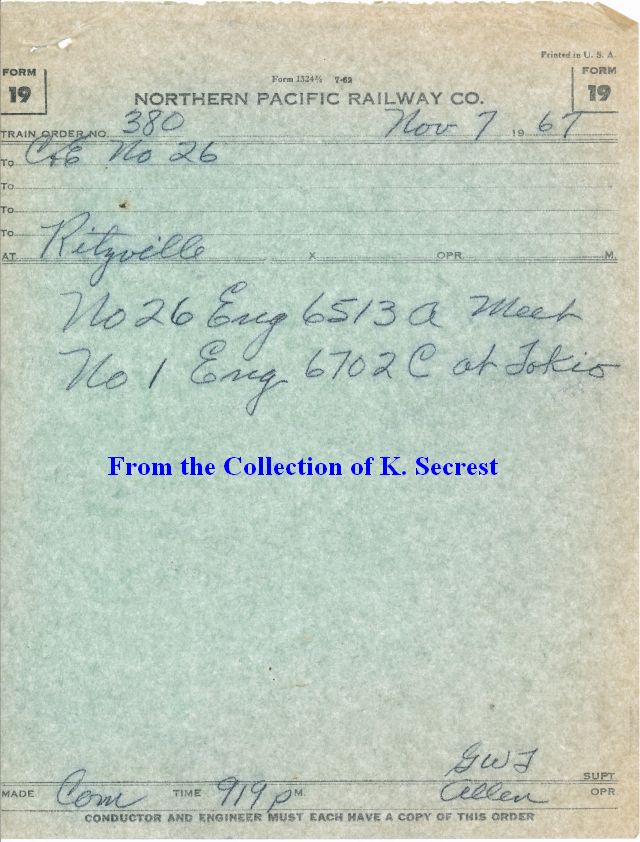 Printed in U. S. A.
FORM 19
Form 1524½ 7-62
FORM 19
NORTHERN PACIFIC RAILWAY CO.
TRAIN ORDER NO. 380 Nov 7 1967
To C&E No 26
To
To
To
AT Ritzville X OPR. M.
No 26 Eng 6513 A Meet
No 1 Eng 6702 C at Tokio
From the Collection of K. Secrest
GWJ SUPT.
MADE Com TIME 919 p M. Allen OPR.
CONDUCTOR AND ENGINEER MUST EACH HAVE A COPY OF THIS ORDER